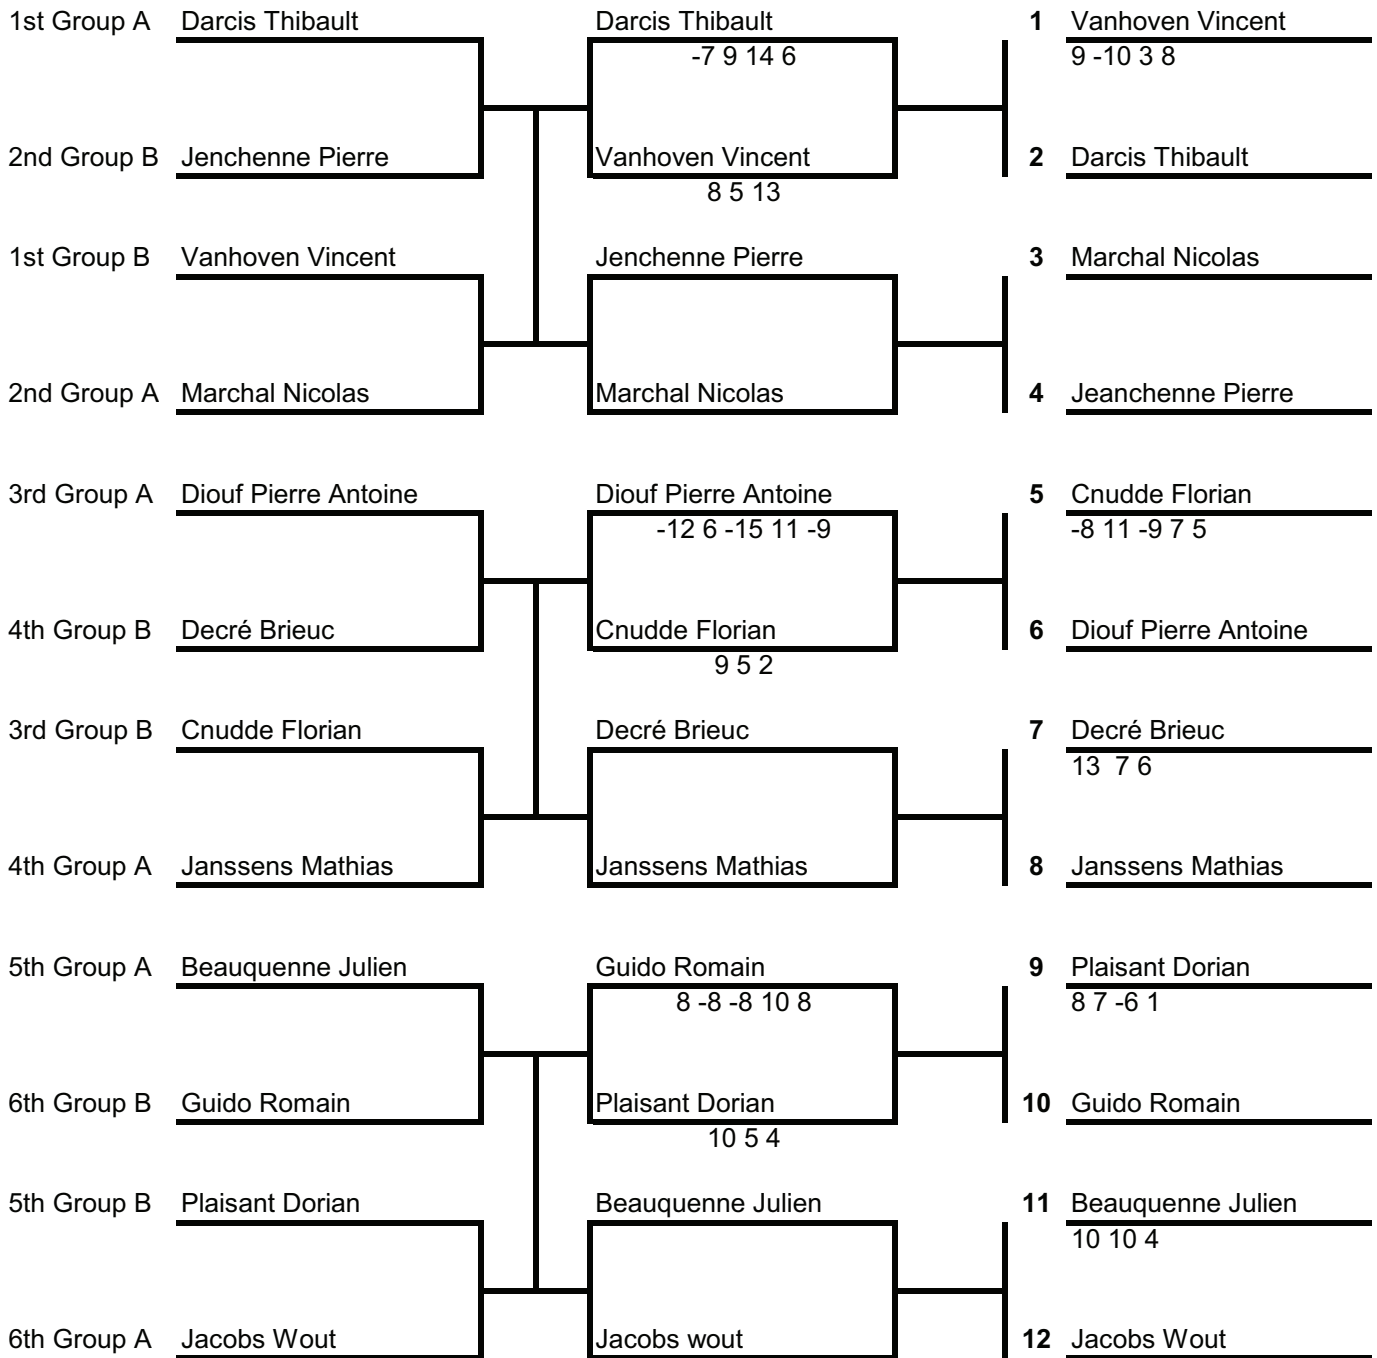 1st Group A Darcis Thibault Darcis Thibault 1 Vanhoven Vincent
-7 9 14 6 9 -10 3 8
2nd Group B Jenchenne Pierre Vanhoven Vincent 2 Darcis Thibault
8 5 13
1st Group B Vanhoven Vincent Jenchenne Pierre 3 Marchal Nicolas
2nd Group A Marchal Nicolas Marchal Nicolas 4 Jeanchenne Pierre
3rd Group A Diouf Pierre Antoine Diouf Pierre Antoine 5 Cnudde Florian
-12 6 -15 11 -9 -8 11 -9 7 5
4th Group B Decré Brieuc Cnudde Florian 6 Diouf Pierre Antoine
9 5 2
3rd Group B Cnudde Florian Decré Brieuc 7 Decré Brieuc
13 7 6
4th Group A Janssens Mathias Janssens Mathias 8 Janssens Mathias
5th Group A Beauquenne Julien Guido Romain 9 Plaisant Dorian
8 -8 -8 10 8 8 7 -6 1
6th Group B Guido Romain Plaisant Dorian 10 Guido Romain
10 5 4
5th Group B Plaisant Dorian Beauquenne Julien 11 Beauquenne Julien
10 10 4
6th Group A Jacobs Wout Jacobs wout 12 Jacobs Wout